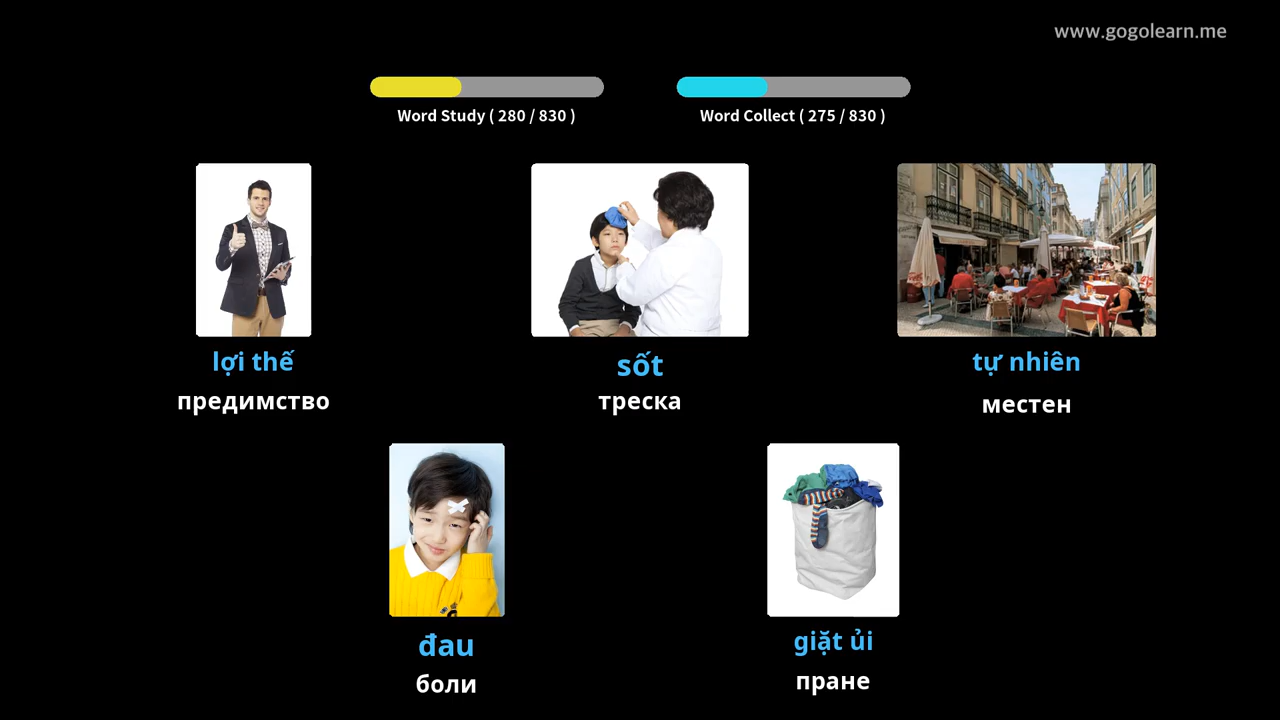 www.gogolearn.me
Word Study ( 280 / 830 )
Word Collect ( 275 / 830 )
lợi thế
предимство
sốt
треска
tự nhiên
местен
đau
боли
giặt ủi
пране